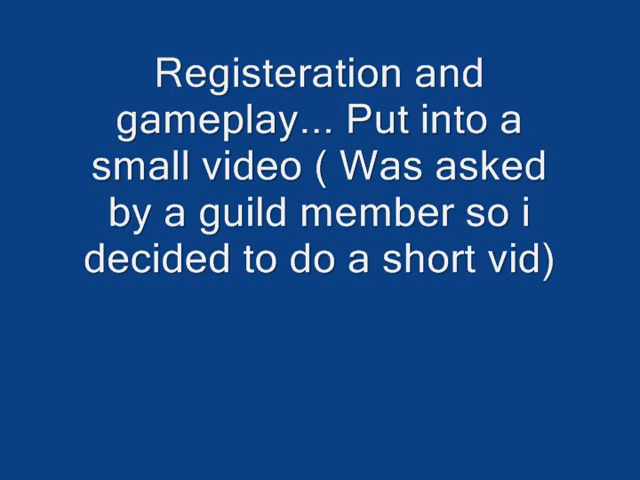 Registeration and
gameplay... Put into a
small video ( Was asked
by a guild member so i
decided to do a short vid)